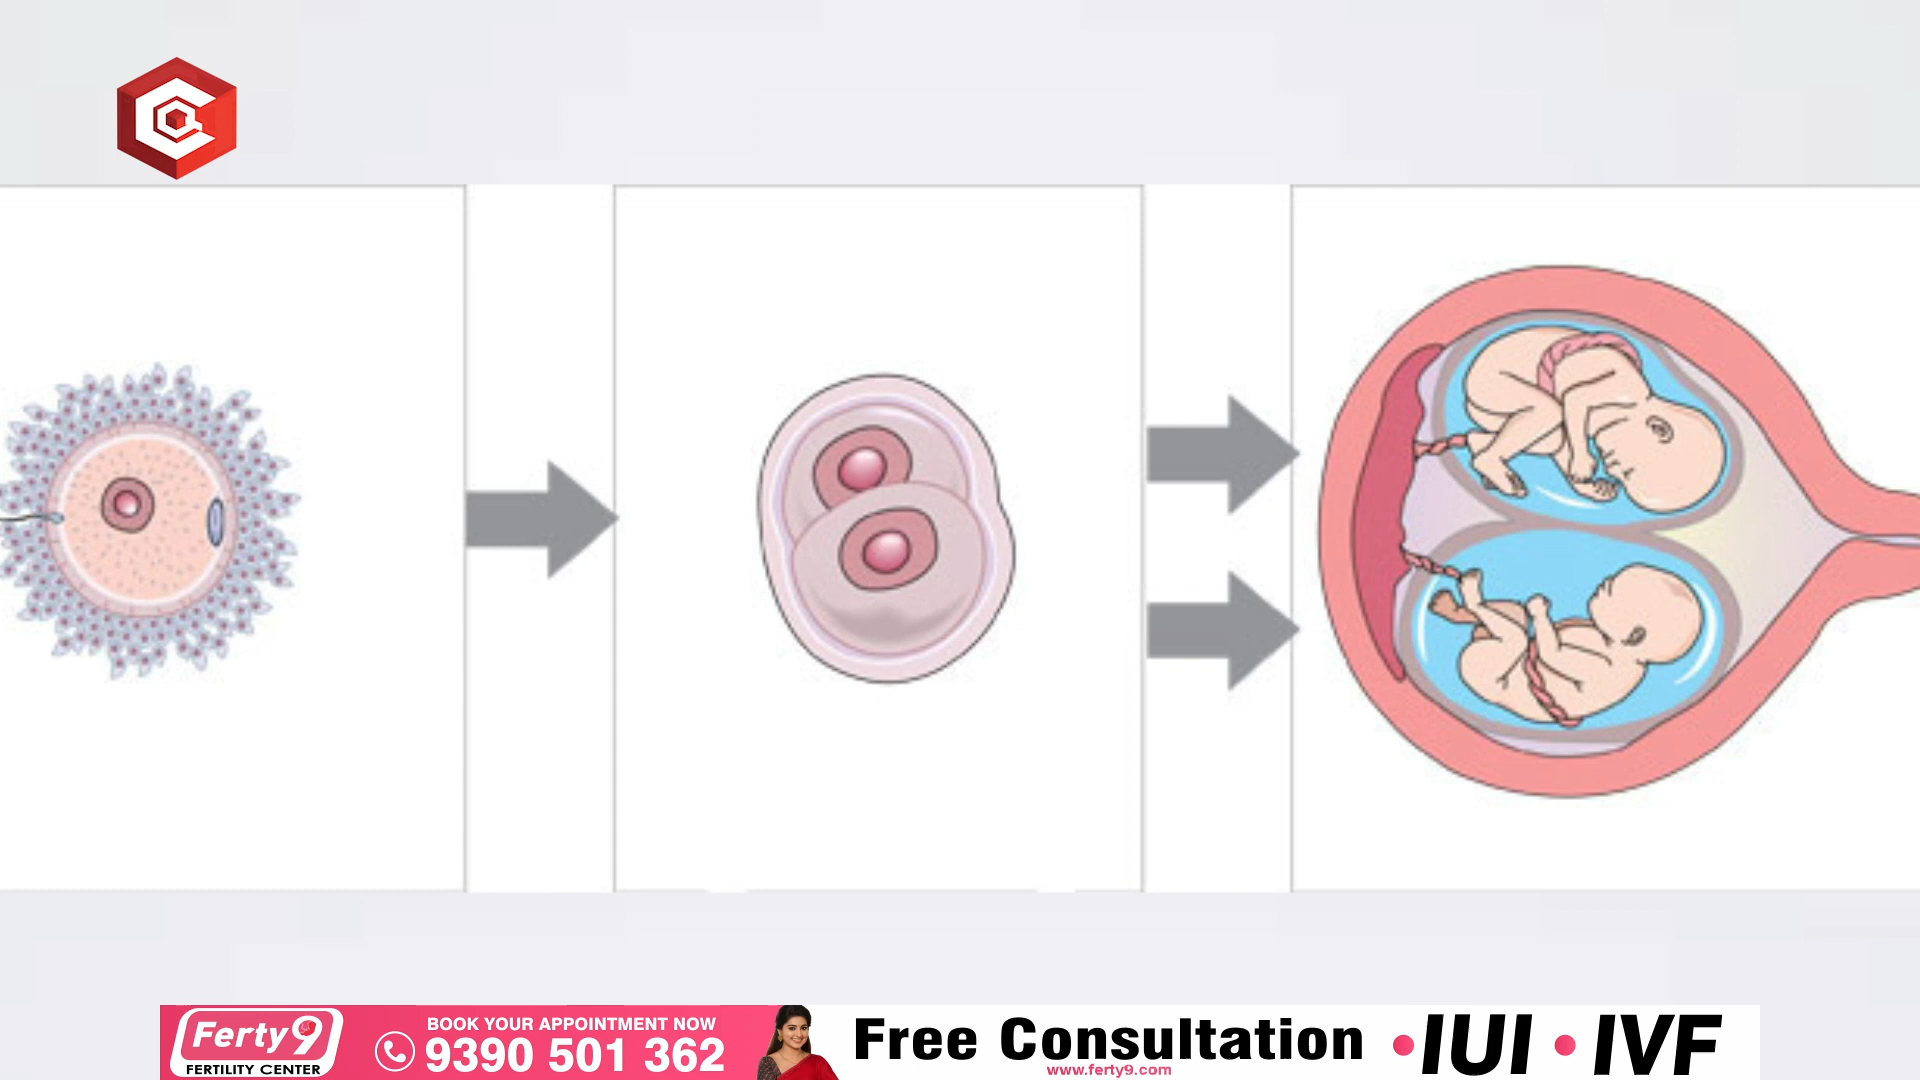 Ferty9
FERTILITY CENTER
BOOK YOUR APPOINTMENT NOW
9390 501 362
Free Consultation
www.ferty9.com
• IUI • IVF